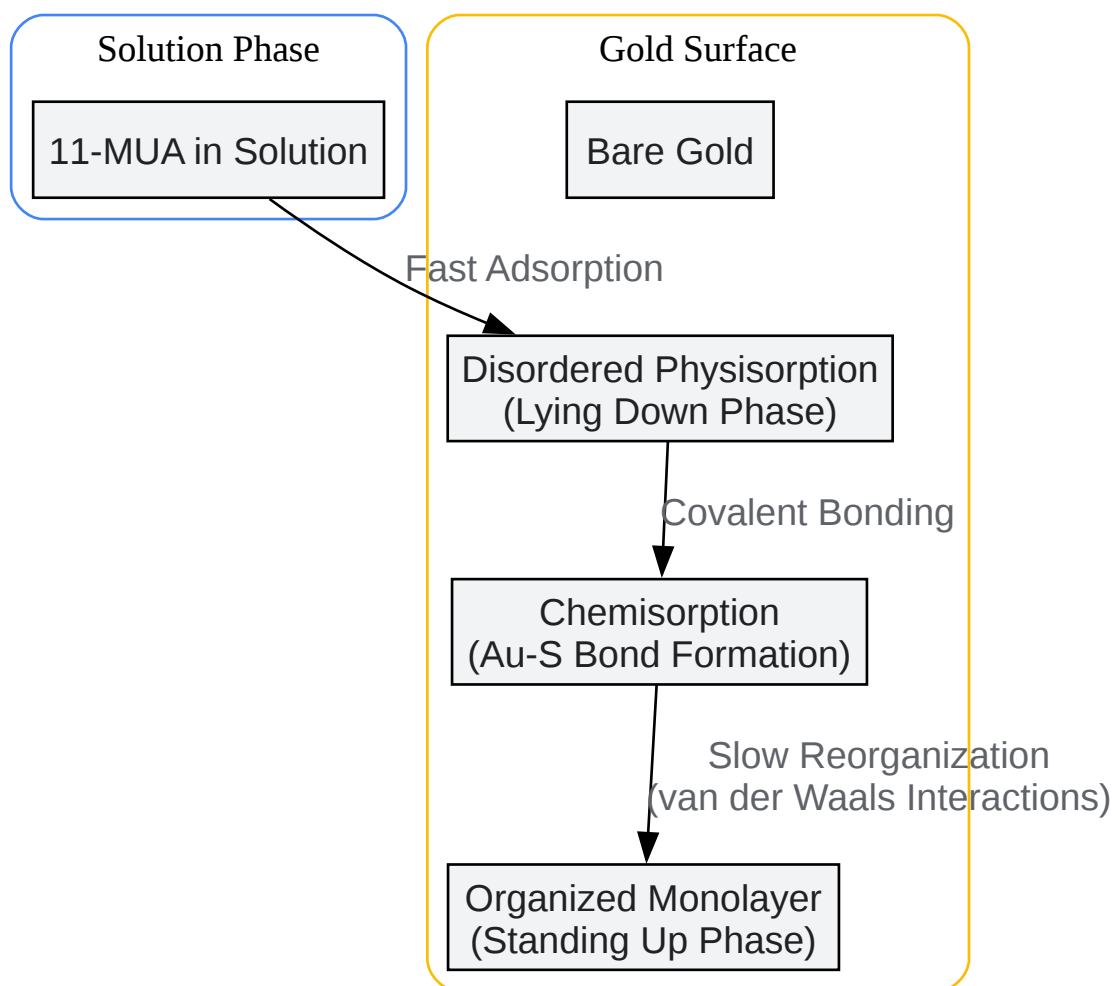 Solution Phase
Gold Surface
11-MUA in Solution
Bare Gold
Fast Adsorption
Disordered Physisorption
(Lying Down Phase)
Covalent Bonding
Chemisorption
(Au-S Bond Formation)
Slow Reorganization
(van der Waals Interactions)
Organized Monolayer
(Standing Up Phase)